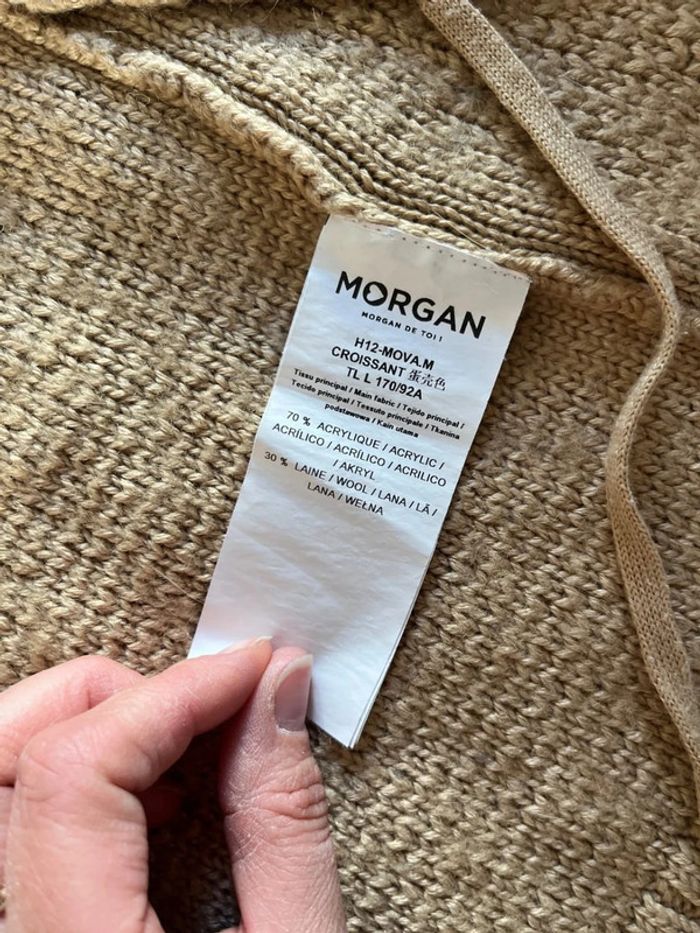 MORGAN
MORGAN DE TOI !
H12-MOVA.M
CROISSANT 蛋壳色
TL L 170/92A
Tissu principal / Main fabric / Tejido principal /
Tecido principal / Tessuto principale / Tkanina
podstawowa / Kain utama
70 % ACRYLIQUE / ACRYLIC /
ACRÍLICO / ACRÍLICO / ACRILICO
/ AKRYL
30 % LAINE / WOOL / LANA / LÃ /
LANA / WEŁNA